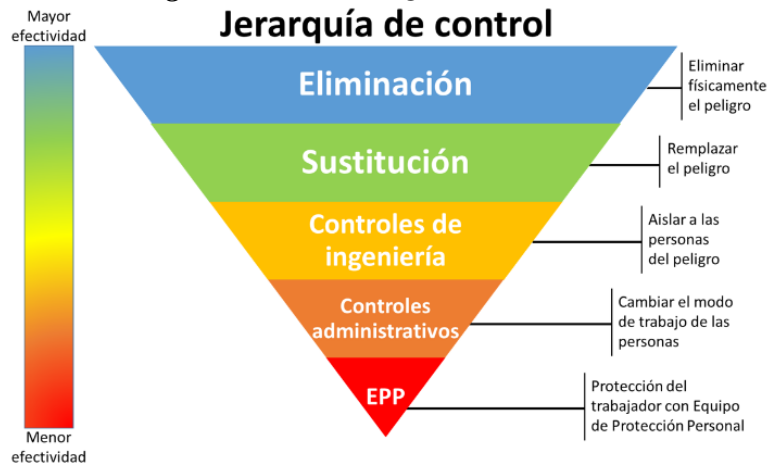 Mayor
efectividad
Jerarquía de control
Eliminación
Eliminar
físicamente
el peligro
Sustitución
Remplazar
el peligro
Controles de
ingeniería
Aislar a las
personas
del peligro
Controles
administrativos
Cambiar el modo
de trabajo de las
personas
EPP
Protección del
trabajador con Equipo
de Protección Personal
Menor
efectividad